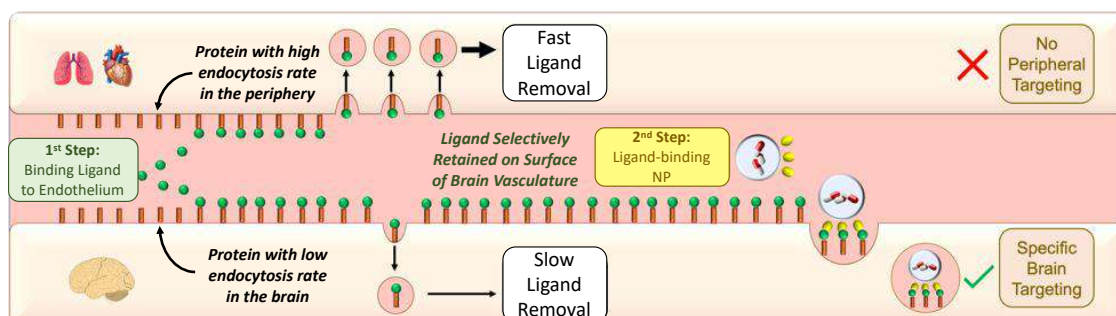 Protein with high
endocytosis rate
in the periphery
Fast
Ligand
Removal
No
Peripheral
Targeting
1st Step:
Binding Ligand
to Endothelium
Ligand Selectively
Retained on Surface
of Brain Vasculature
2nd Step:
Ligand-binding
NP
Protein with low
endocytosis rate
in the brain
Slow
Ligand
Removal
Specific
Brain
Targeting